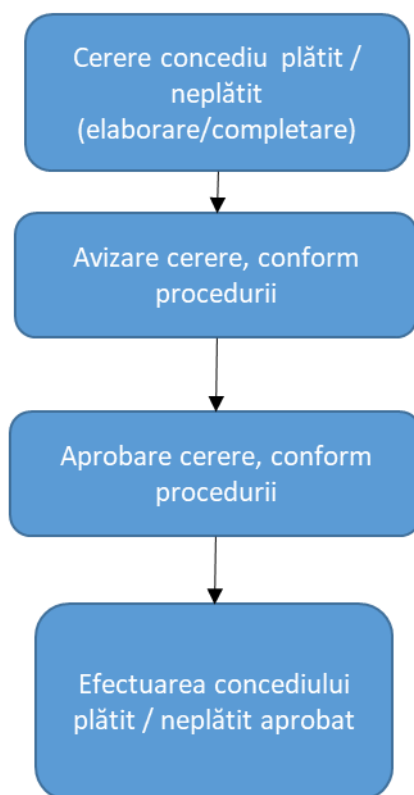 Cerere concediu plătit /
neplătit
(elaborare/completare)
Avizare cerere, conform
procedurii
Aprobare cerere, conform
procedurii
Efectuarea concediului
plătit / neplătit aprobat